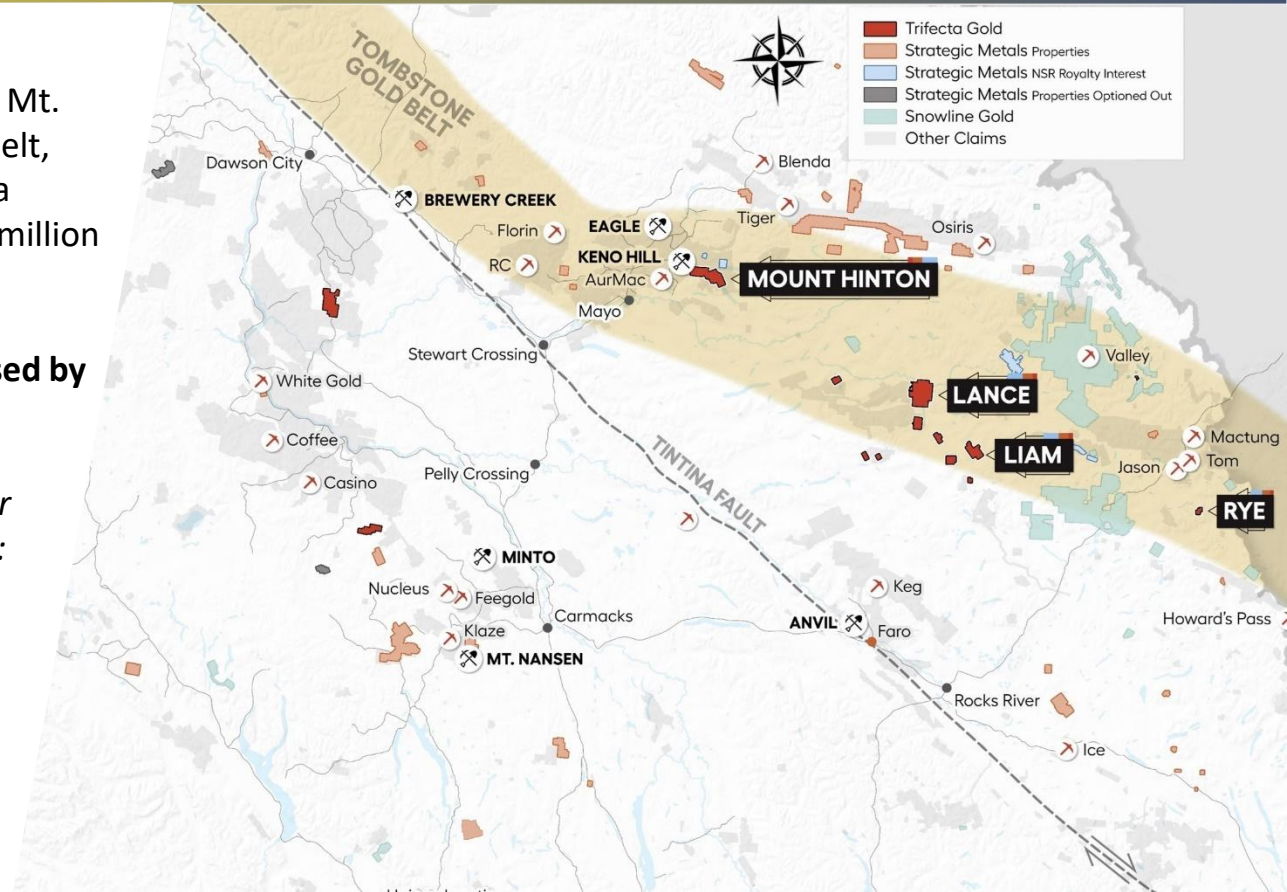 Mt.
elt,
a
million
sed by
r
:
Trifecta Gold
Strategic Metals Properties
Strategic Metals NSR Royalty Interest
Strategic Metals Properties Optioned Out
Snowline Gold
Other Claims
TOMBSTONE
GOLD BELT
Dawson City
Blenda
BREWERY CREEK
Tiger
Florin
EAGLE
Osiris
RC
KENO HILL
AurMac
MOUNT HINTON
Mayo
Stewart Crossing
Valley
White Gold
LANCE
Coffee
Mactung
LIAM
Tom
Jason
Pelly Crossing
Casino
TINTINA FAULT
RYE
MINTO
Nucleus
Feegold
Keg
Carmacks
Howard's Pass
ANVIL
Faro
Klaze
MT. NANSEN
Rocks River
Ice